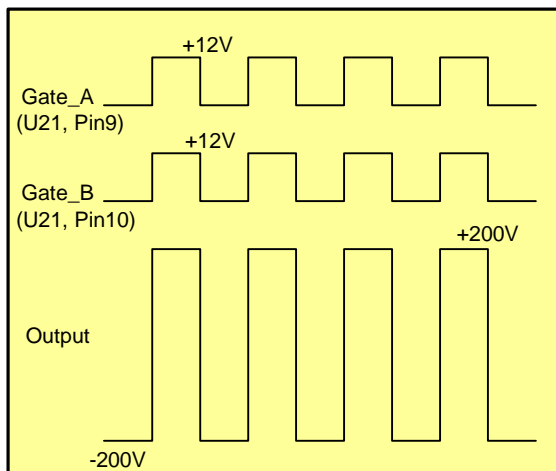 +12V
Gate_A
(U21, Pin9)
+12V
Gate_B
(U21, Pin10)
+200V
Output
-200V